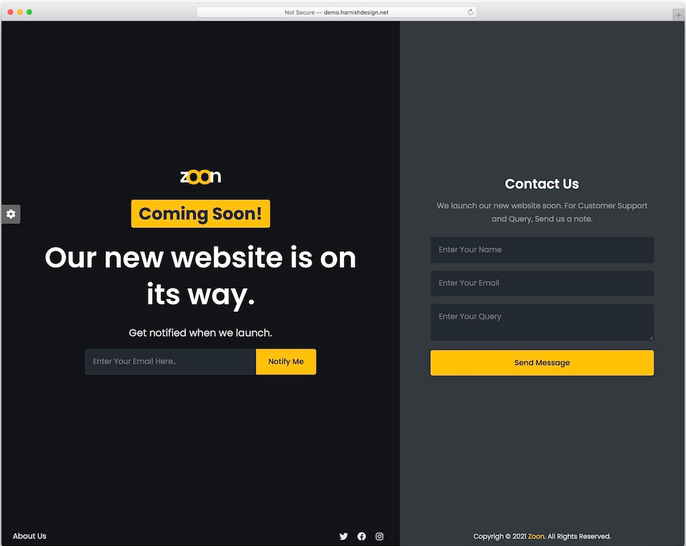 Not Secure — demo.harnishdesign.net
zoon
Coming Soon!
Our new website is on
its way.
Get notified when we launch.
Enter Your Email Here..
Notify Me
About Us
Contact Us
We launch our new website soon. For Customer Support
and Query, Send us a note.
Enter Your Name
Enter Your Email
Enter Your Query
Send Message
Copyrigh © 2021 Zoon. All Rights Reserved.